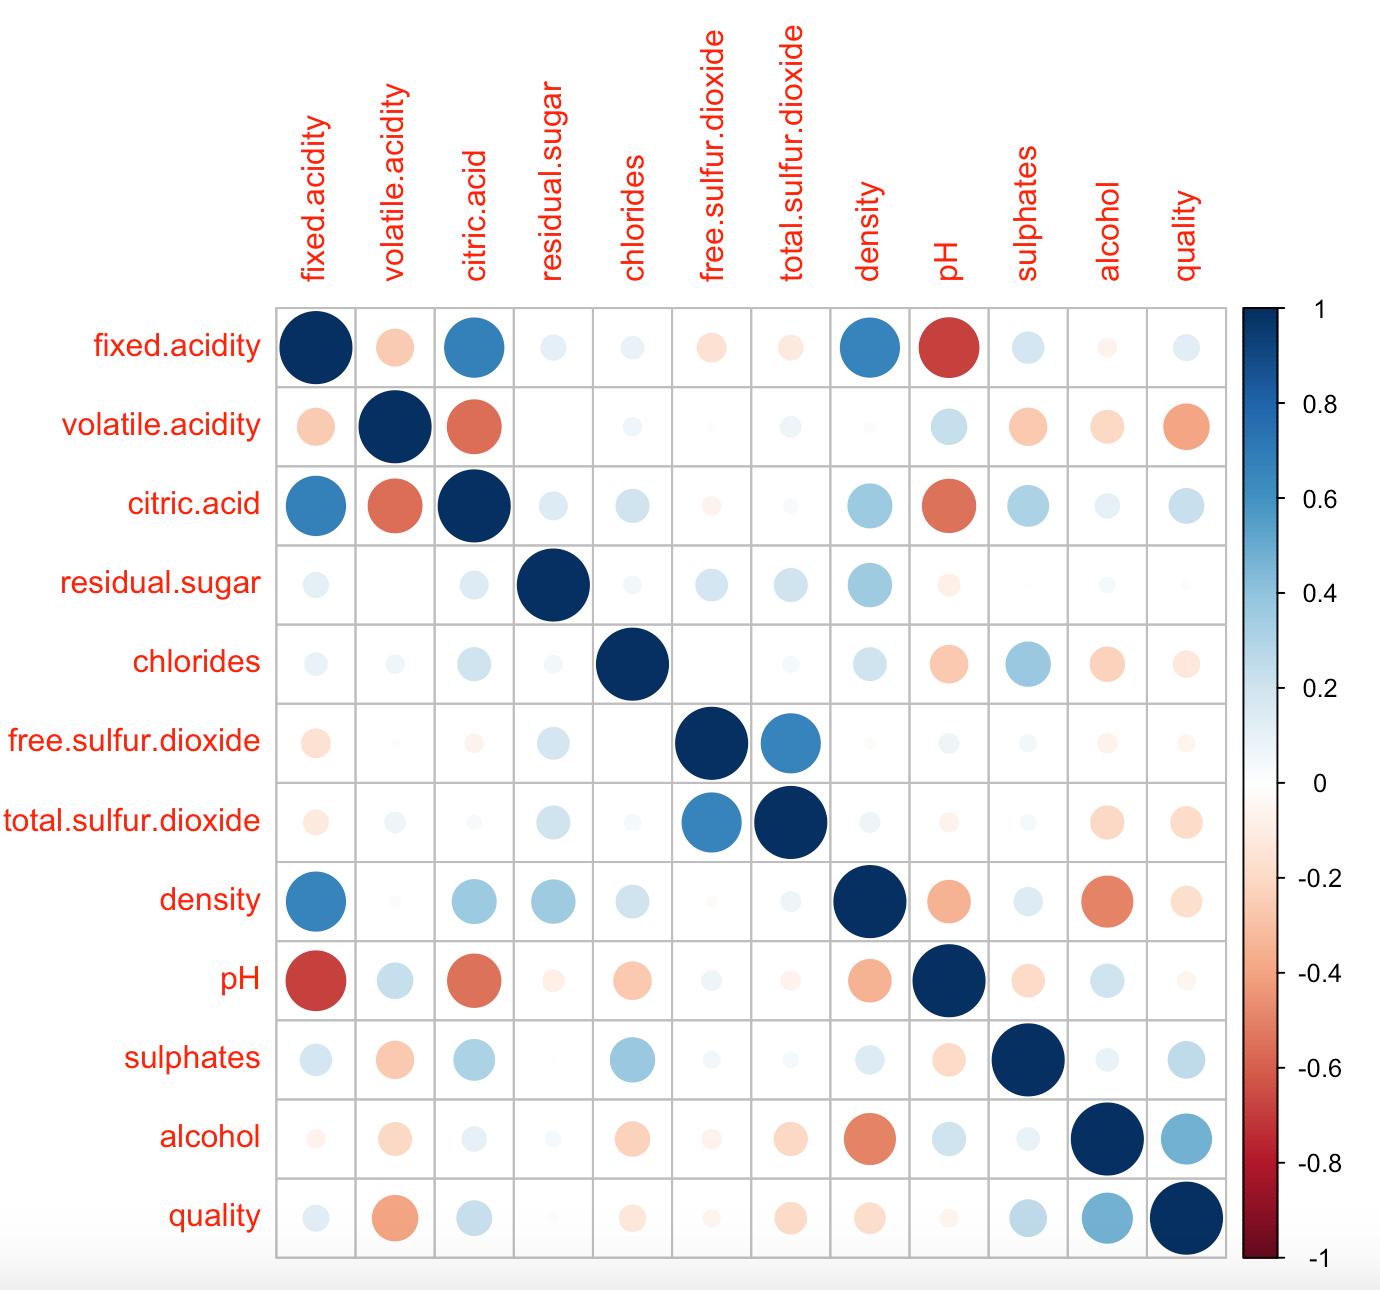 fixed.acidity
volatile.acidity
citric.acid
residual.sugar
chlorides
free.sulfur.dioxide
total.sulfur.dioxide
density
pH
sulphates
alcohol
quality
fixed.acidity
volatile.acidity
citric.acid
residual.sugar
chlorides
free.sulfur.dioxide
total.sulfur.dioxide
density
pH
sulphates
alcohol
quality
1
0.8
0.6
0.4
0.2
0
-0.2
-0.4
-0.6
-0.8
-1